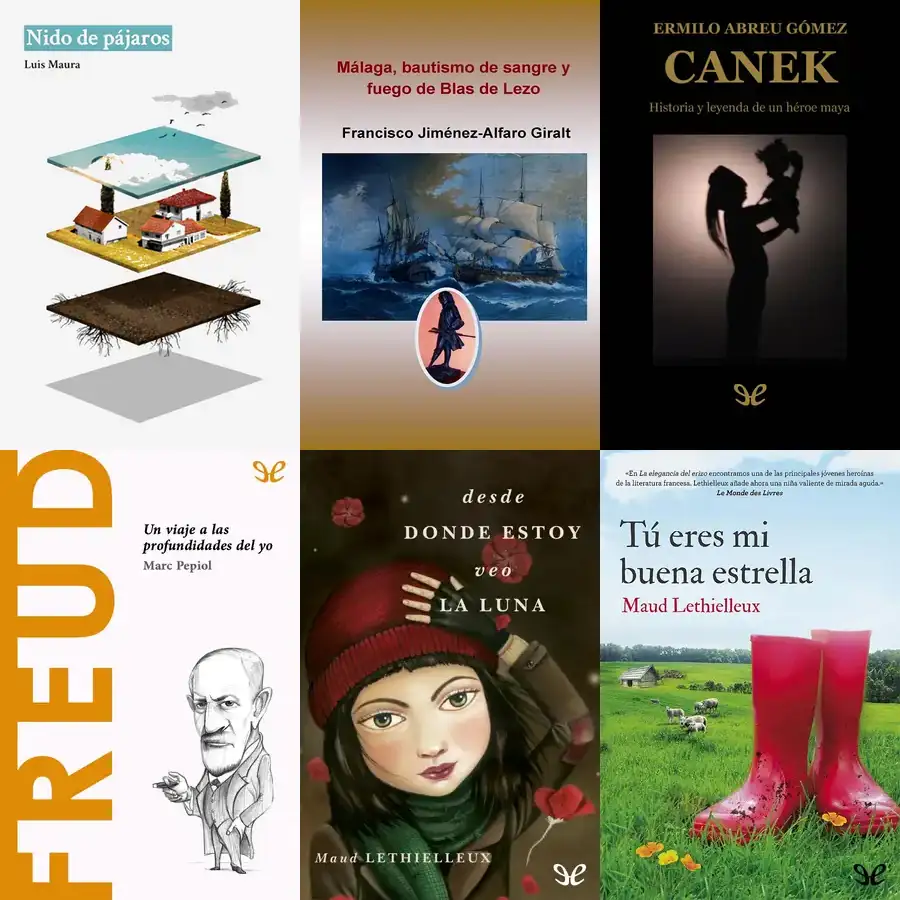 Nido de pájaros
Luis Maura
Málaga, bautismo de sangre y
fuego de Blas de Lezo
Francisco Jiménez-Alfaro Giralt
ERMILO ABREU GÓMEZ
CANEK
Historia y leyenda de un héroe maya
FREUD
Un viaje a las
profundidades del yo
Marc Pepiol
desde
DONDE ESTOY
veo
LA LUNA
Maud LETHIELLEUX
«En La elegancia del erizo encontramos una de las principales jóvenes heroínas
de la literatura francesa. Lethielleux añade ahora una niña valiente de mirada aguda.»
Le Monde des Livres
Tú eres mi
buena estrella
Maud Lethielleux